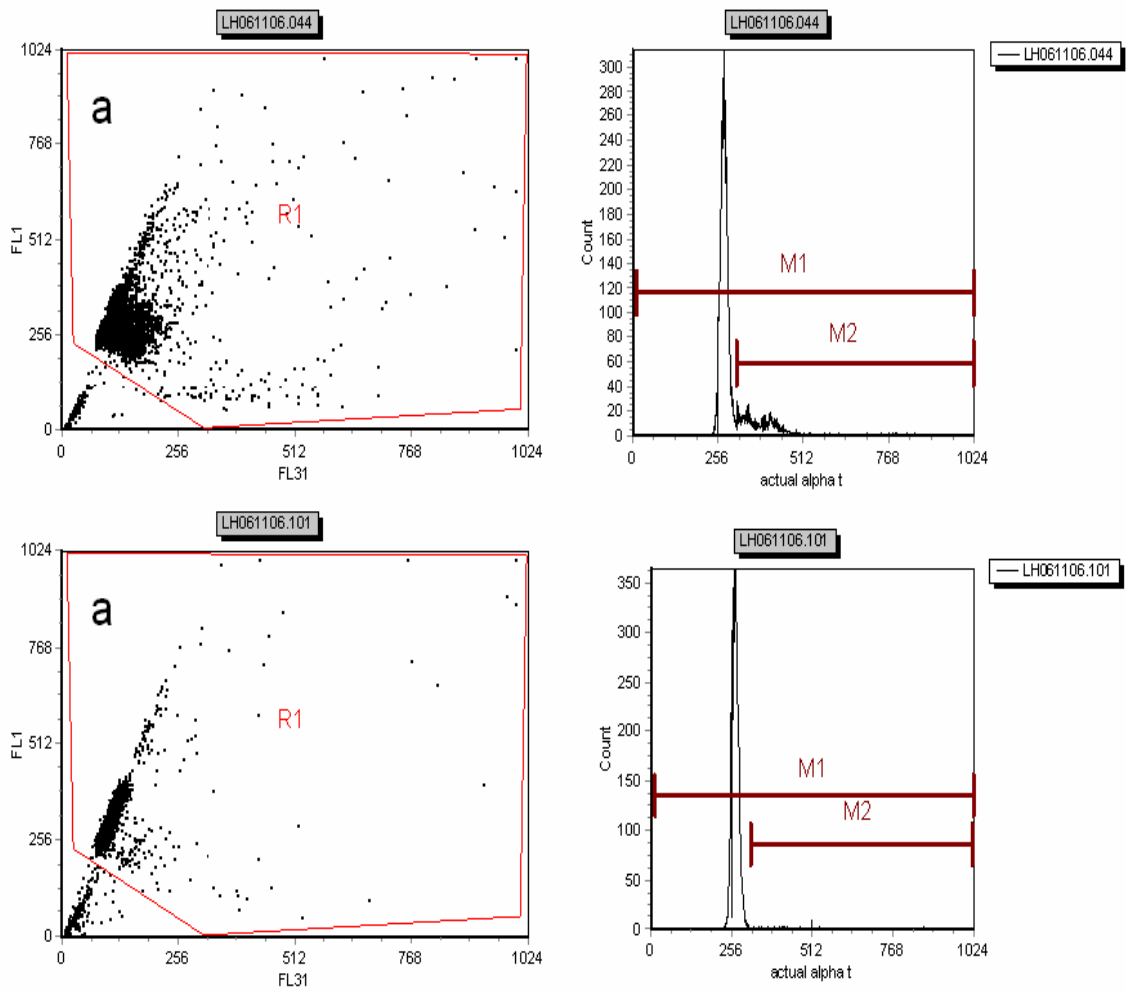 LH061106.044
1024
768
512
256
0
FL1
a
R1
0 256 512 768 1024
FL31
LH061106.044
LH061106.044
300
280
260
240
220
200
180
160
140
120
100
80
60
40
20
0
Count
M1
M2
0 256 512 768 1024
actual alpha t
LH061106.101
1024
768
512
256
0
FL1
a
R1
0 256 512 768 1024
FL31
LH061106.101
LH061106.101
350
300
250
200
150
100
50
0
Count
M1
M2
0 256 512 768 1024
actual alpha t